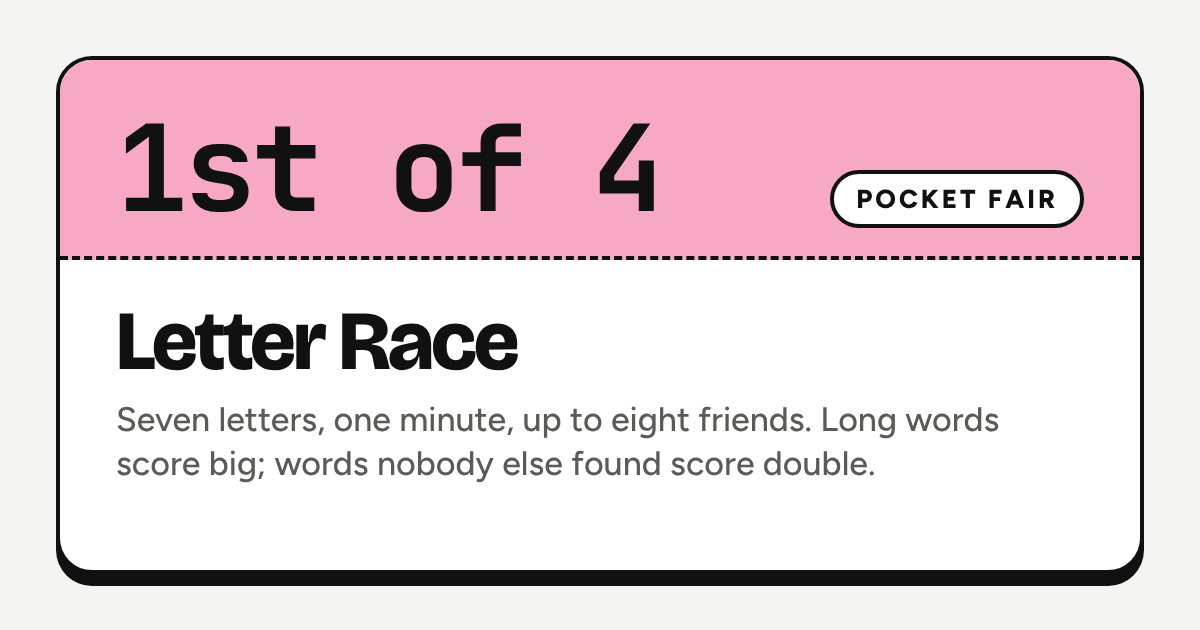 1st of 4
POCKET FAIR
Letter Race
Seven letters, one minute, up to eight friends. Long words
score big; words nobody else found score double.